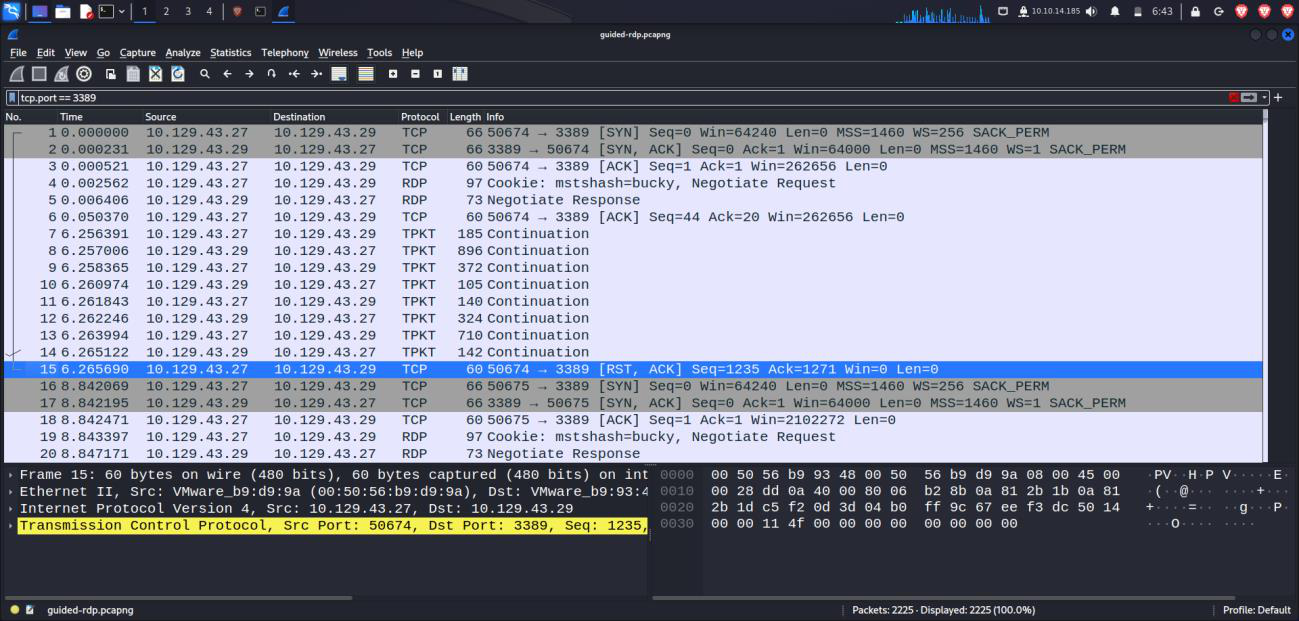 1 2 3 4 10.10.14.185 6:43
guided-rdp.pcapng
File Edit View Go Capture Analyze Statistics Telephony Wireless Tools Help
tcp.port == 3389
No. Time Source Destination Protocol Length Info
1 0.000000 10.129.43.27 10.129.43.29 TCP 66 50674 → 3389 [SYN] Seq=0 Win=64240 Len=0 MSS=1460 WS=256 SACK_PERM
2 0.000231 10.129.43.29 10.129.43.27 TCP 66 3389 → 50674 [SYN, ACK] Seq=0 Ack=1 Win=64000 Len=0 MSS=1460 WS=1 SACK_PERM
3 0.000521 10.129.43.27 10.129.43.29 TCP 60 50674 → 3389 [ACK] Seq=1 Ack=1 Win=262656 Len=0
4 0.002562 10.129.43.27 10.129.43.29 RDP 97 Cookie: mstshash=bucky, Negotiate Request
5 0.006406 10.129.43.29 10.129.43.27 RDP 73 Negotiate Response
6 0.050370 10.129.43.27 10.129.43.29 TCP 60 50674 → 3389 [ACK] Seq=44 Ack=20 Win=262656 Len=0
7 6.256391 10.129.43.27 10.129.43.29 TPKT 185 Continuation
8 6.257006 10.129.43.29 10.129.43.27 TPKT 896 Continuation
9 6.258365 10.129.43.27 10.129.43.29 TPKT 372 Continuation
10 6.260974 10.129.43.29 10.129.43.27 TPKT 105 Continuation
11 6.261843 10.129.43.27 10.129.43.29 TPKT 140 Continuation
12 6.262246 10.129.43.29 10.129.43.27 TPKT 324 Continuation
13 6.263994 10.129.43.27 10.129.43.29 TPKT 710 Continuation
14 6.265122 10.129.43.29 10.129.43.27 TPKT 142 Continuation
15 6.265690 10.129.43.27 10.129.43.29 TCP 60 50674 → 3389 [RST, ACK] Seq=1235 Ack=1271 Win=0 Len=0
16 8.842069 10.129.43.27 10.129.43.29 TCP 66 50675 → 3389 [SYN] Seq=0 Win=64240 Len=0 MSS=1460 WS=256 SACK_PERM
17 8.842195 10.129.43.29 10.129.43.27 TCP 66 3389 → 50675 [SYN, ACK] Seq=0 Ack=1 Win=64000 Len=0 MSS=1460 WS=1 SACK_PERM
18 8.842471 10.129.43.27 10.129.43.29 TCP 60 50675 → 3389 [ACK] Seq=1 Ack=1 Win=2102272 Len=0
19 8.843397 10.129.43.27 10.129.43.29 RDP 97 Cookie: mstshash=bucky, Negotiate Request
20 8.847171 10.129.43.29 10.129.43.27 RDP 73 Negotiate Response
Frame 15: 60 bytes on wire (480 bits), 60 bytes captured (480 bits) on int
Ethernet II, Src: VMware_b9:d9:9a (00:50:56:b9:d9:9a), Dst: VMware_b9:93:4
Internet Protocol Version 4, Src: 10.129.43.27, Dst: 10.129.43.29
Transmission Control Protocol, Src Port: 50674, Dst Port: 3389, Seq: 1235,
0000 00 50 56 b9 93 48 00 50 56 b9 d9 9a 08 00 45 00 ·PV··H·P V·····E·
0010 00 28 dd 0a 40 00 80 06 b2 8b 0a 81 2b 1b 0a 81 ·(··@··· ····+···
0020 2b 1d c5 f2 0d 3d 04 b0 ff 9c 67 ee f3 dc 50 14 +····=·· ··g···P·
0030 00 00 11 4f 00 00 00 00 00 00 00 00 ···O···· ····
guided-rdp.pcapng Packets: 2225 · Displayed: 2225 (100.0%) Profile: Default